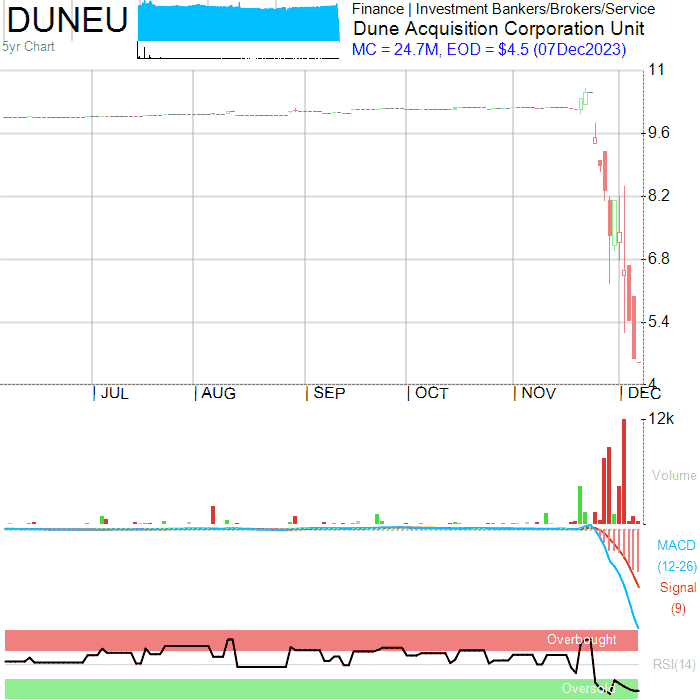 DUNEU
5yr Chart
Finance | Investment Bankers/Brokers/Service
Dune Acquisition Corporation Unit
MC = 24.7M, EOD = $4.5 (07Dec2023)
11
9.6
8.2
6.8
5.4
4
JUL AUG SEP OCT NOV DEC
12k
Volume
MACD
(12-26)
Signal
(9)
Overbought
RSI(14)
Oversold